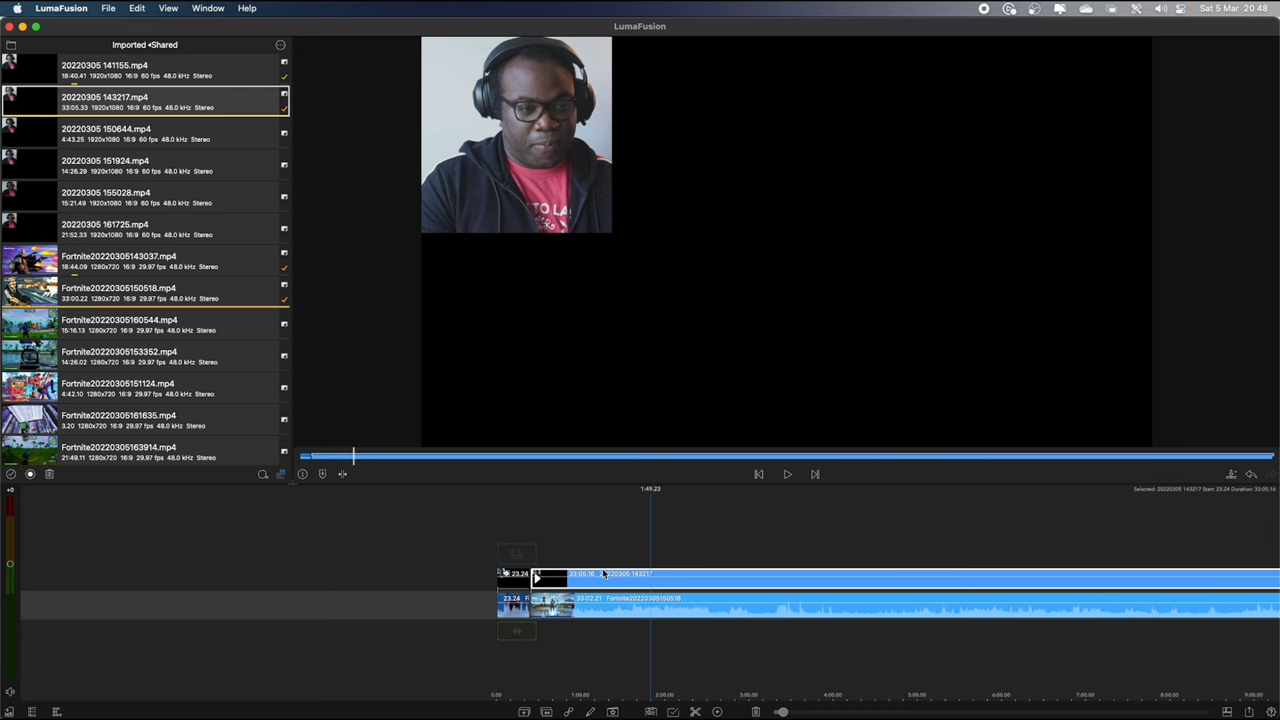 LumaFusion File Edit View Window Help
Sat 5 Mar 20 48
LumaFusion
Imported •Shared
20220305 141155.mp4
18:40.41 1920x1080 16:9 60 fps 48.0 kHz Stereo
20220305 143217.mp4
33:05.33 1920x1080 16:9 60 fps 48.0 kHz Stereo
20220305 150644.mp4
4:43.25 1920x1080 16:9 60 fps 48.0 kHz Stereo
20220305 151924.mp4
14:26.29 1920x1080 16:9 60 fps 48.0 kHz Stereo
20220305 155028.mp4
15:21.49 1920x1080 16:9 60 fps 48.0 kHz Stereo
20220305 161725.mp4
21:52.33 1920x1080 16:9 60 fps 48.0 kHz Stereo
Fortnite20220305143037.mp4
18:44.09 1280x720 16:9 29.97 fps 48.0 kHz Stereo
Fortnite20220305150518.mp4
33:00.22 1280x720 16:9 29.97 fps 48.0 kHz Stereo
Fortnite20220305160544.mp4
15:16.13 1280x720 16:9 29.97 fps 48.0 kHz Stereo
Fortnite20220305153352.mp4
14:26.02 1280x720 16:9 29.97 fps 48.0 kHz Stereo
Fortnite20220305151124.mp4
4:42.10 1280x720 16:9 29.97 fps 48.0 kHz Stereo
Fortnite20220305161635.mp4
3.20 1280x720 16:9 29.97 fps 48.0 kHz Stereo
Fortnite20220305163914.mp4
21:49.11 1280x720 16:9 29.97 fps 48.0 kHz Stereo
+0
1:49.23
Selected: 20220305 143217 Start: 23.24 Duration: 33:05.16
23.24 33:05.16 20220305 143217
23.24 F 33:02.21 Fortnite20220305150518
0.00 1:00.00 2:00.00 3:00.00 4:00.00 5:00.00 6:00.00 7:00.00 8:00.00 9:00.00